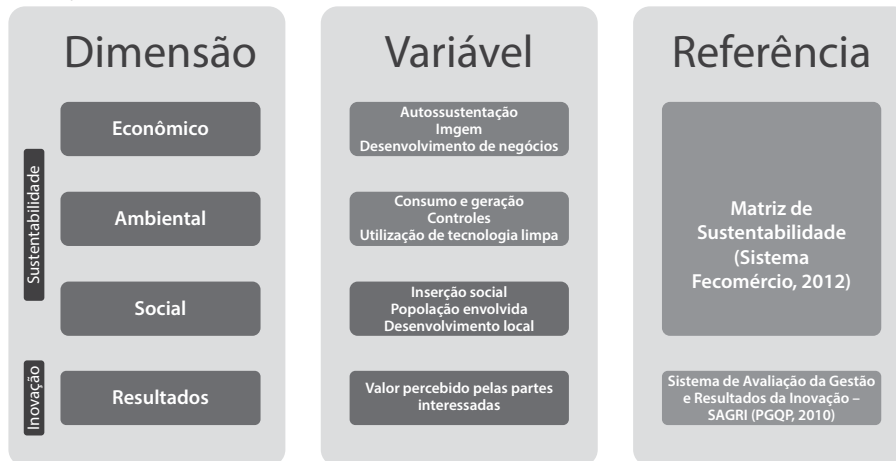 Dimensão
Variável
Referência
Sustentabilidade
Econômico
Autossustentação
Imgem
Desenvolvimento de negócios
Ambiental
Consumo e geração
Controles
Utilização de tecnologia limpa
Social
Inserção social
Popolação envolvida
Desenvolvimento local
Matriz de
Sustentabilidade
(Sistema
Fecomércio, 2012)
Inovação
Resultados
Valor percebido pelas partes
interessadas
Sistema de Avaliação da Gestão
e Resultados da Inovação –
SAGRI (PGQP, 2010)